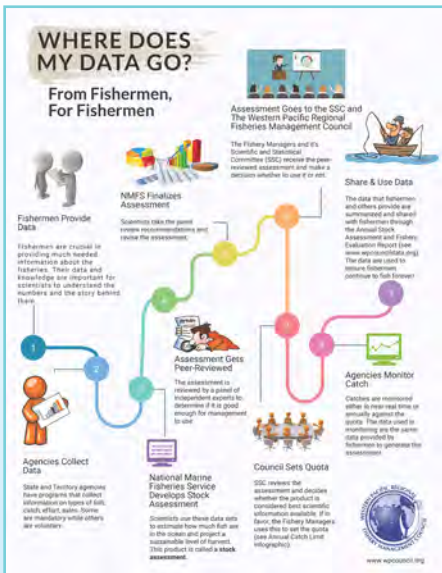 WHERE DOES
MY DATA GO?
From Fishermen,
For Fishermen
Fishermen Provide
Data
Fishermen are crucial in
providing much needed
information about the
fisheries. Their data and
knowledge are important for
scientists to understand the
numbers and the story behind
them.
1
Agencies Collect
Data
State and Territory agencies
have programs that collect
information on types of fish,
catch, effort, sales. Some
are mandatory while others
are voluntary.
2
3
National Marine
Fisheries Service
Develops Stock
Assessment
Scientists use these data sets
to estimate how much fish are
in the ocean and project a
sustainable level of harvest.
This product is called a stock
assessment.
Assessment Gets
Peer-Reviewed
The assessment is
reviewed by a panel of
independent experts to
determine if it is good
enough for management
to use
NMFS Finalizes
Assessment
Scientists take the panel
review recommendations and
revise the assessment.
Assessment Goes to the SSC and
The Western Pacific Regional
Fisheries Management Council
The Fishery Managers and it's
Scientific and Statistical
Committee (SSC) receive the peer-
reviewed assessment and make a
decision whether to use it or not.
Council Sets Quota
SSC reviews the
assessment and decides
whether the product is
considered best scientific
information available. If in
favor, the Fishery Managers
uses this to set the quota
(see Annual Catch Limit
Infographic).
Agencies Monitor
Catch
Catches are monitored
either in near-real time or
annually against the
quota. The data used in
monitoring are the same
data provided by
fishermen to generate the
assessment.
Share & Use Data
The data that fishermen
and others provide are
summarized and shared
with fishermen through
the Annual Stock
Assessment and Fishery
Evaluation Report (see
www.wpcouncildata.org).
The data are used to
ensure fishermen
continue to fish forever!
WESTERN PACIFIC REGIONAL
FISHERY MANAGEMENT COUNCIL
www.wpcouncil.org